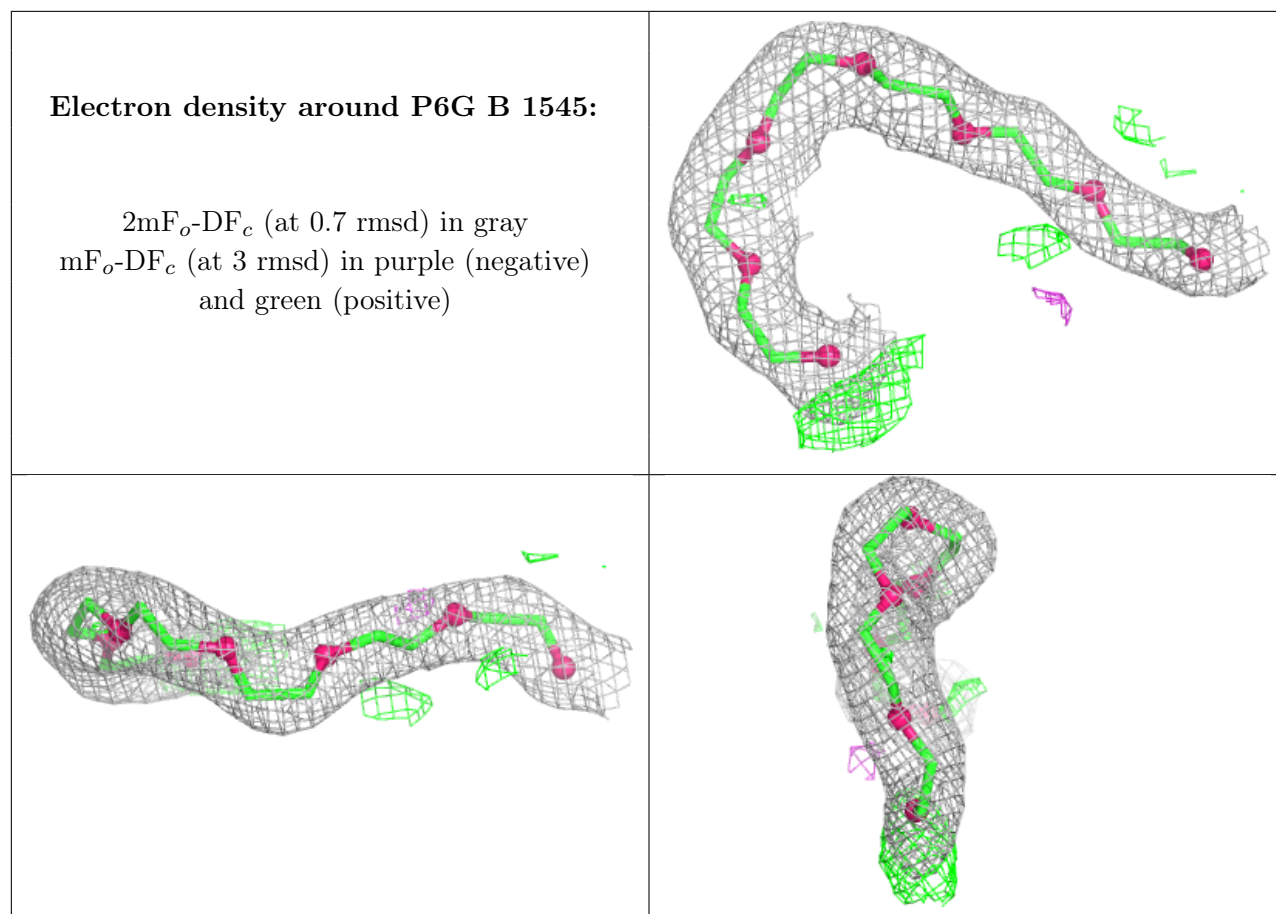 Electron density around P6G B 1545:
2mFo-DFc (at 0.7 rmsd) in gray
mFo-DFc (at 3 rmsd) in purple (negative)
and green (positive)